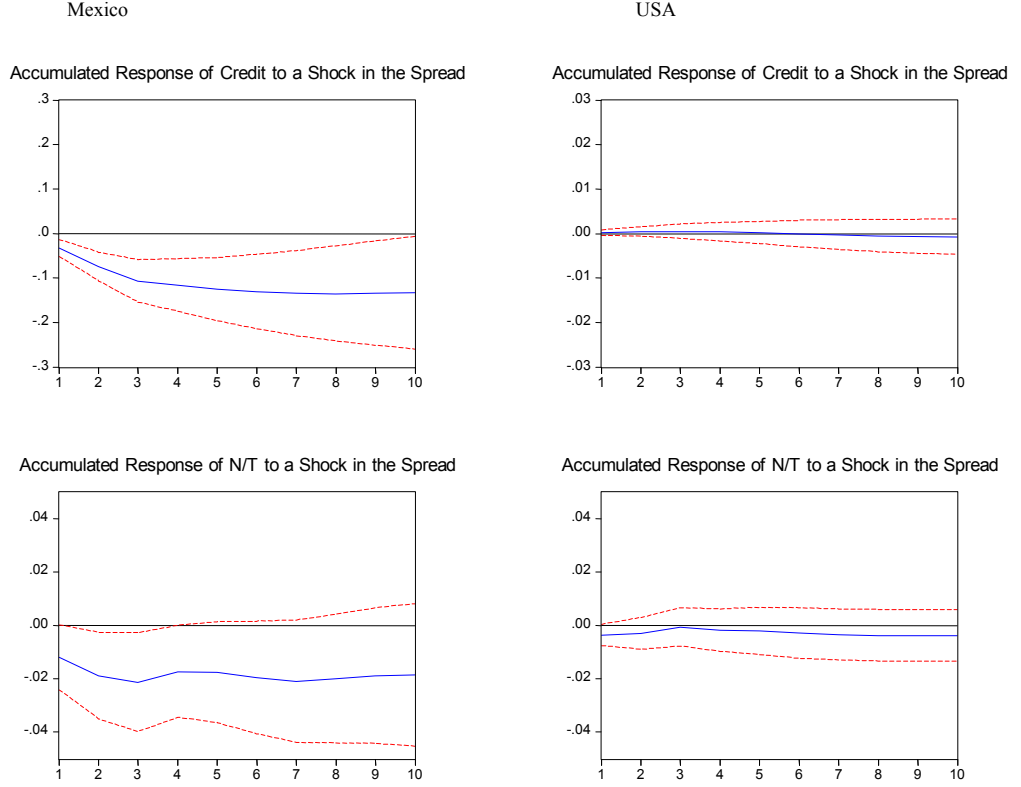 Mexico USA
Accumulated Response of Credit to a Shock in the Spread
.3
.2
.1
.0
-.1
-.2
-.3
1 2 3 4 5 6 7 8 9 10
Accumulated Response of Credit to a Shock in the Spread
.03
.02
.01
.00
-.01
-.02
-.03
1 2 3 4 5 6 7 8 9 10
Accumulated Response of N/T to a Shock in the Spread
.04
.02
.00
-.02
-.04
1 2 3 4 5 6 7 8 9 10
Accumulated Response of N/T to a Shock in the Spread
.04
.02
.00
-.02
-.04
1 2 3 4 5 6 7 8 9 10